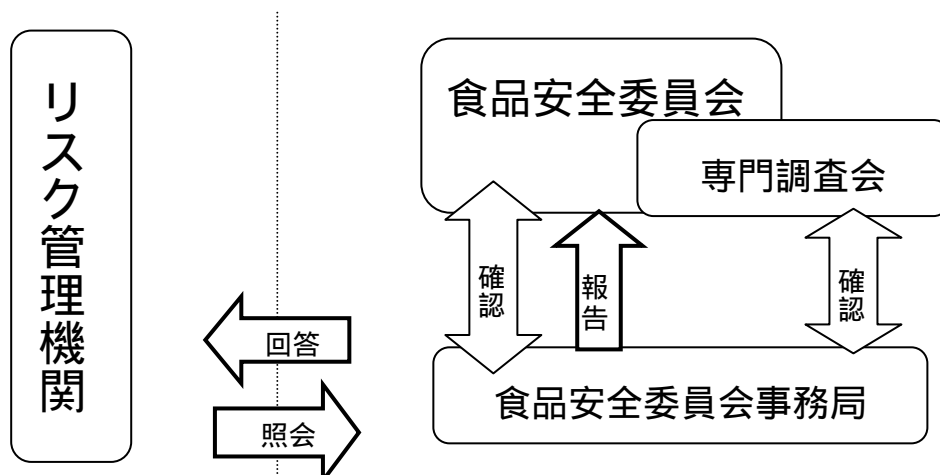 リスク管理機関
食品安全委員会
専門調査会
確認
報告
確認
回答
照会
食品安全委員会事務局